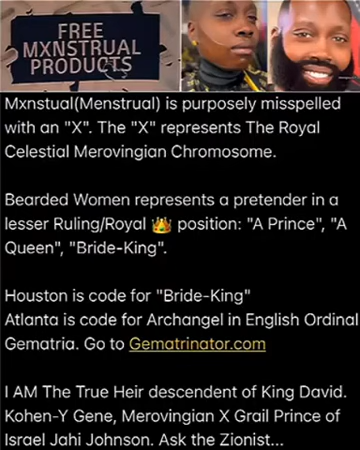 FREE
MXNSTRUAL
PRODUCTS
Mxnstual(Menstrual) is purposely misspelled
with an "X". The "X" represents The Royal
Celestial Merovingian Chromosome.
Bearded Women represents a pretender in a
lesser Ruling/Royal 👑 position: "A Prince", "A
Queen", "Bride-King".
Houston is code for "Bride-King"
Atlanta is code for Archangel in English Ordinal
Gematria. Go to Gematrinator.com
I AM The True Heir descendent of King David.
Kohen-Y Gene, Merovingian X Grail Prince of
Israel Jahi Johnson. Ask the Zionist...